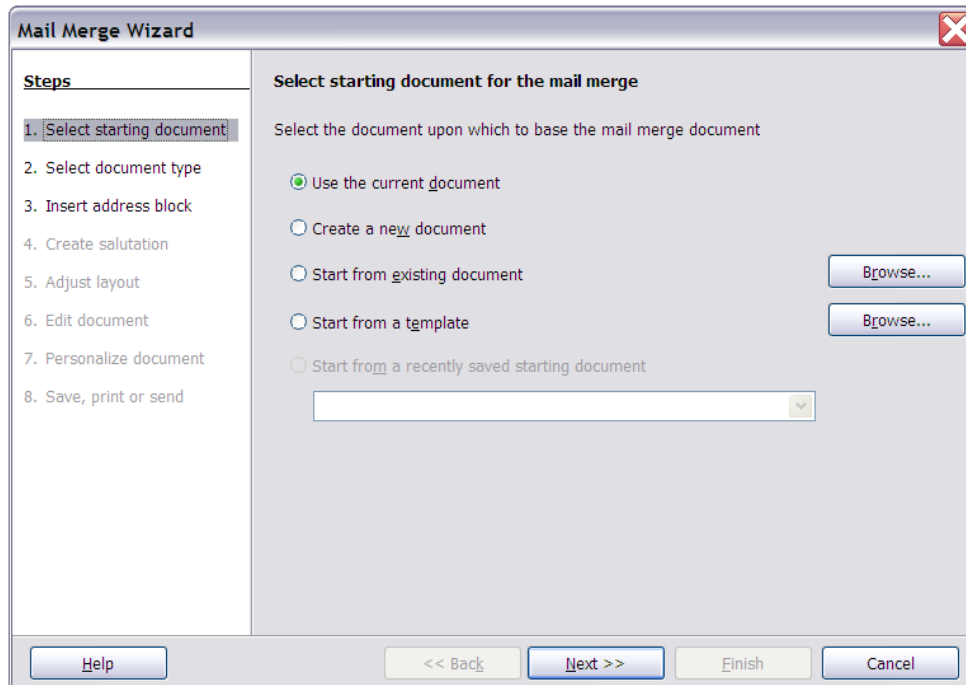 Mail Merge Wizard
Steps
1. Select starting document
2. Select document type
3. Insert address block
4. Create salutation
5. Adjust layout
6. Edit document
7. Personalize document
8. Save, print or send
Select starting document for the mail merge
Select the document upon which to base the mail merge document
Use the current document
Create a new document
Start from existing document
Browse...
Start from a template
Browse...
Start from a recently saved starting document
Help
<< Back
Next >>
Finish
Cancel